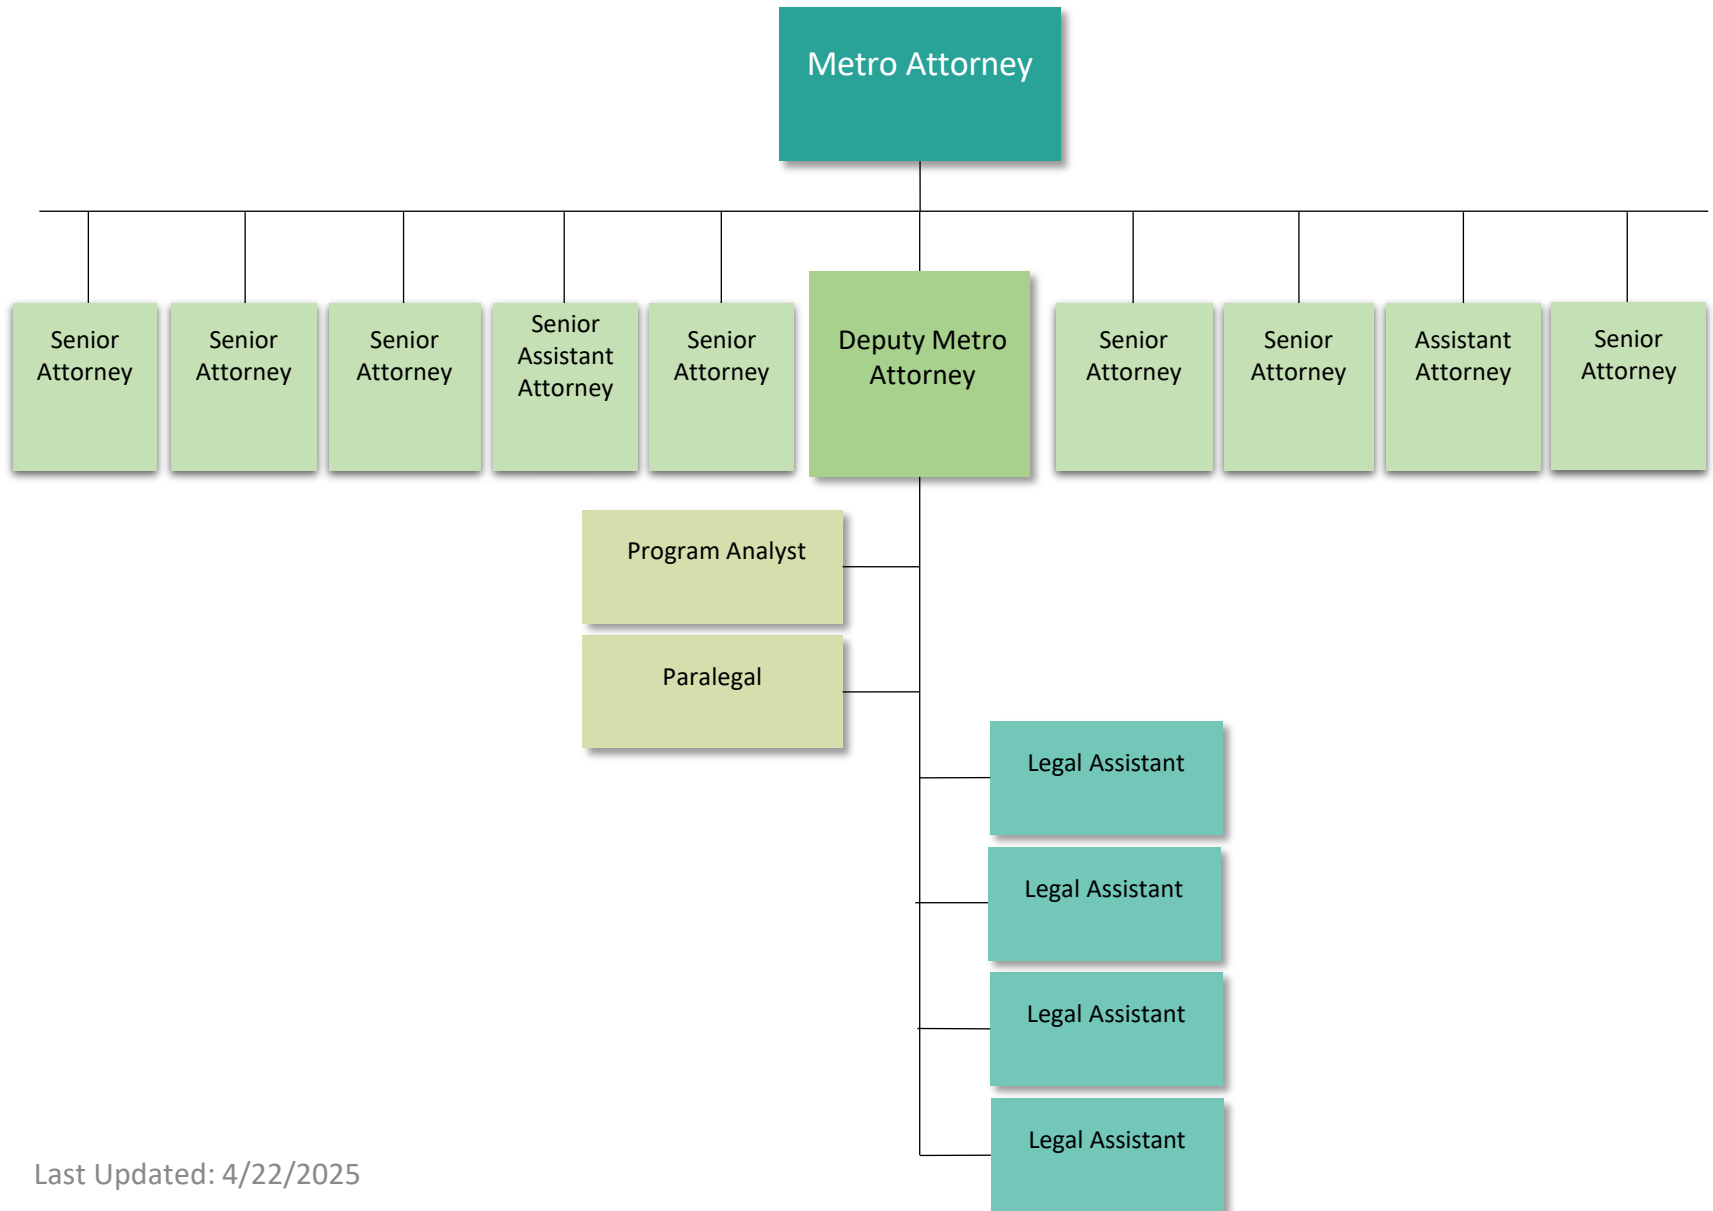 Metro Attorney
Senior
Attorney
Senior
Attorney
Senior
Attorney
Senior
Assistant
Attorney
Senior
Attorney
Deputy Metro
Attorney
Senior
Attorney
Senior
Attorney
Assistant
Attorney
Senior
Attorney
Program Analyst
Paralegal
Legal Assistant
Legal Assistant
Legal Assistant
Legal Assistant
Last Updated: 4/22/2025